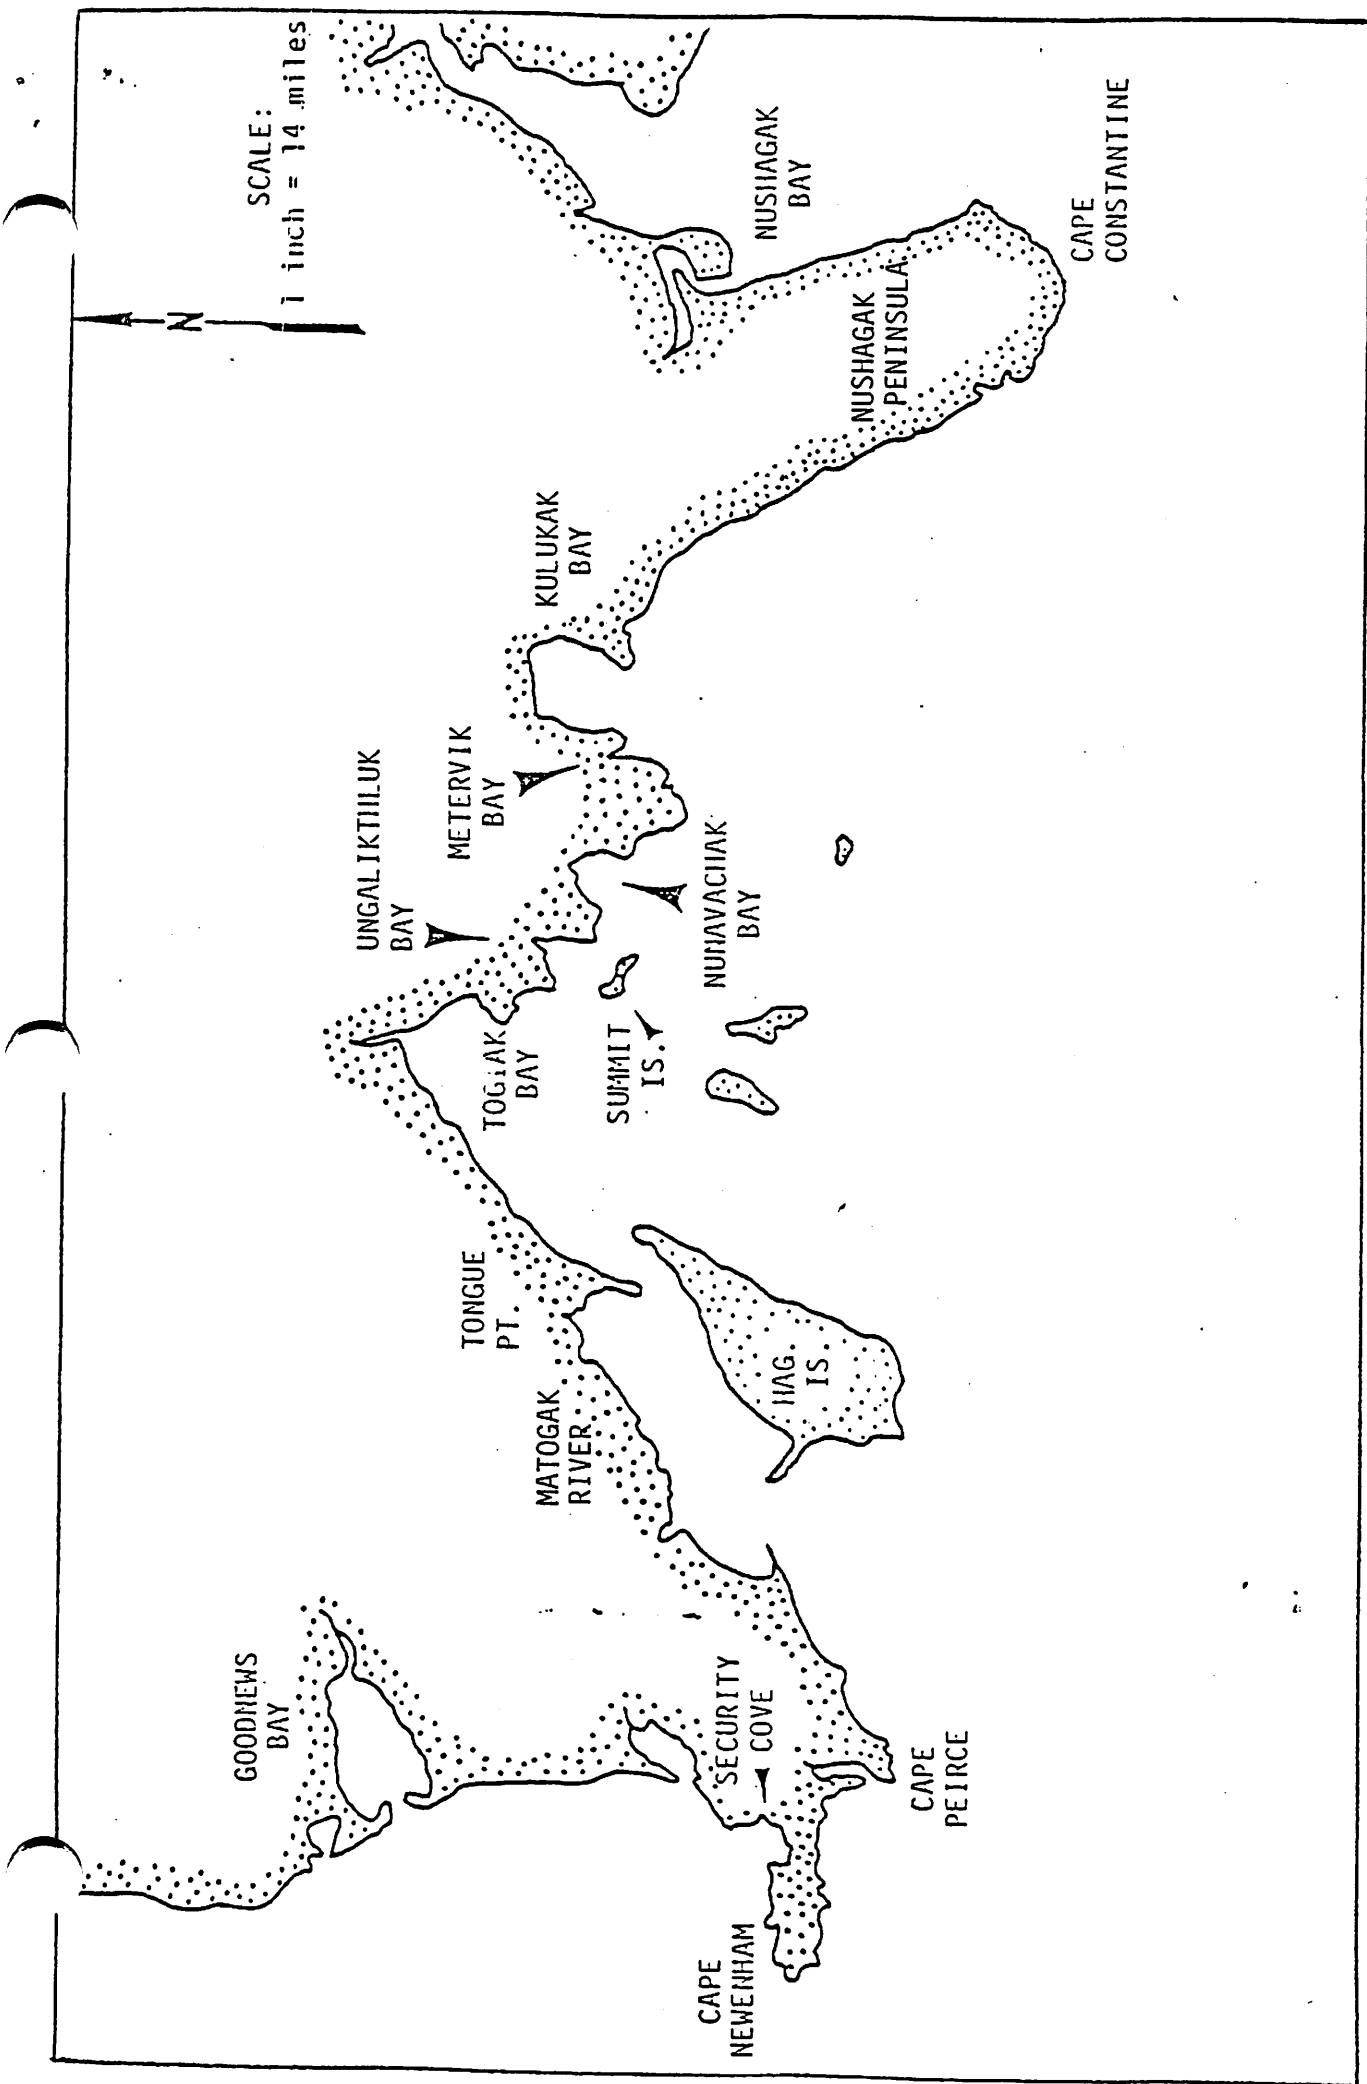 SCALE:
1 inch = 14 miles
N
NUSHAGAK
BAY
CAPE
CONSTANTINE
NUSHAGAK
PENINSULA
KULUKAK
BAY
METERVIK
BAY
UNGALIKTHLUK
BAY
NUNAVACHAK
BAY
TOGIAK
BAY
SUMMIT
IS.
TONGUE
PT.
HAG.
IS.
MATOGAK
RIVER
GOODNEWS
BAY
SECURITY
COVE
CAPE
PEIRCE
CAPE
NEWENHAM